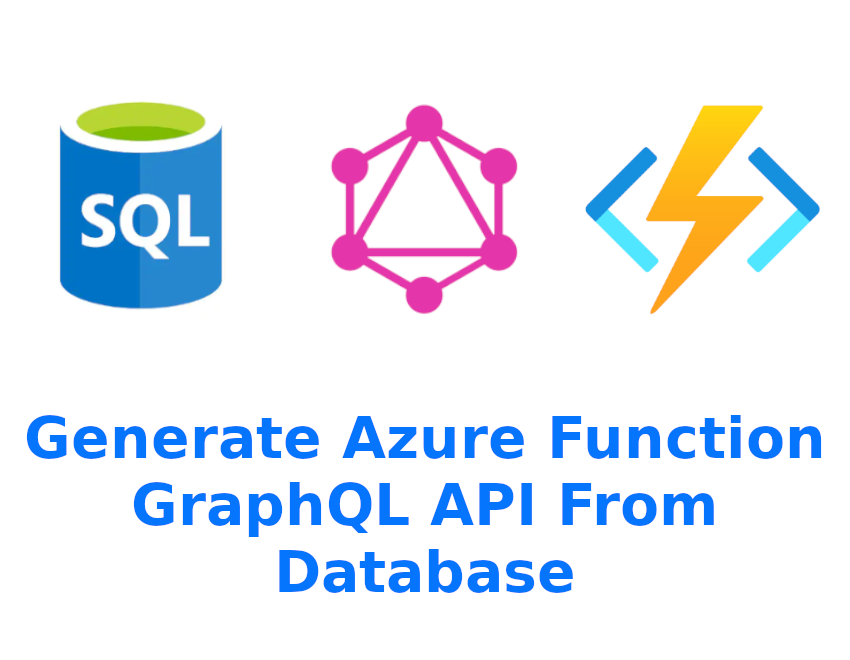 SQL
Generate Azure Function
GraphQL API From
Database